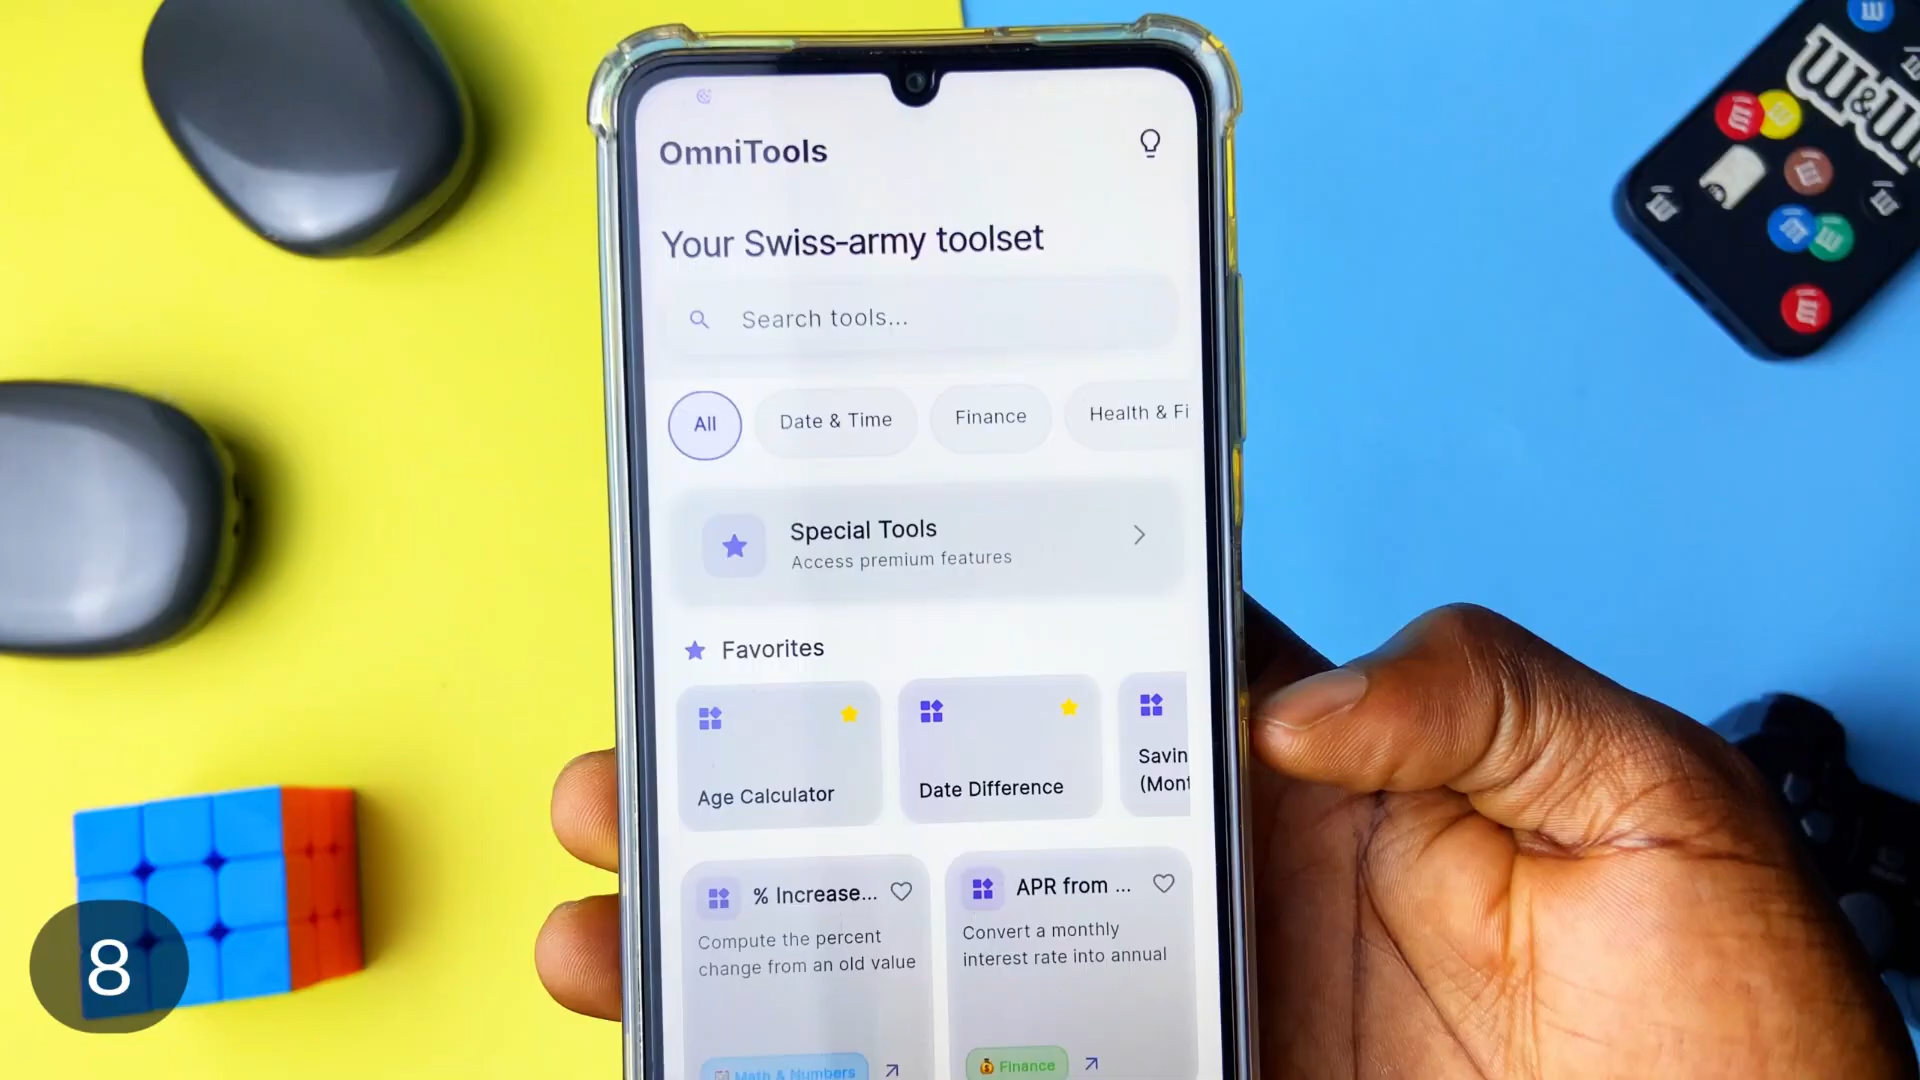 OmniTools
Your Swiss-army toolset
Search tools...
All
Date & Time
Finance
Health & Fi
Special Tools
Access premium features
Favorites
Age Calculator
Date Difference
Savin
(Mont
% Increase...
Compute the percent
change from an old value
Math & Numbers
APR from ...
Convert a monthly
interest rate into annual
Finance
8